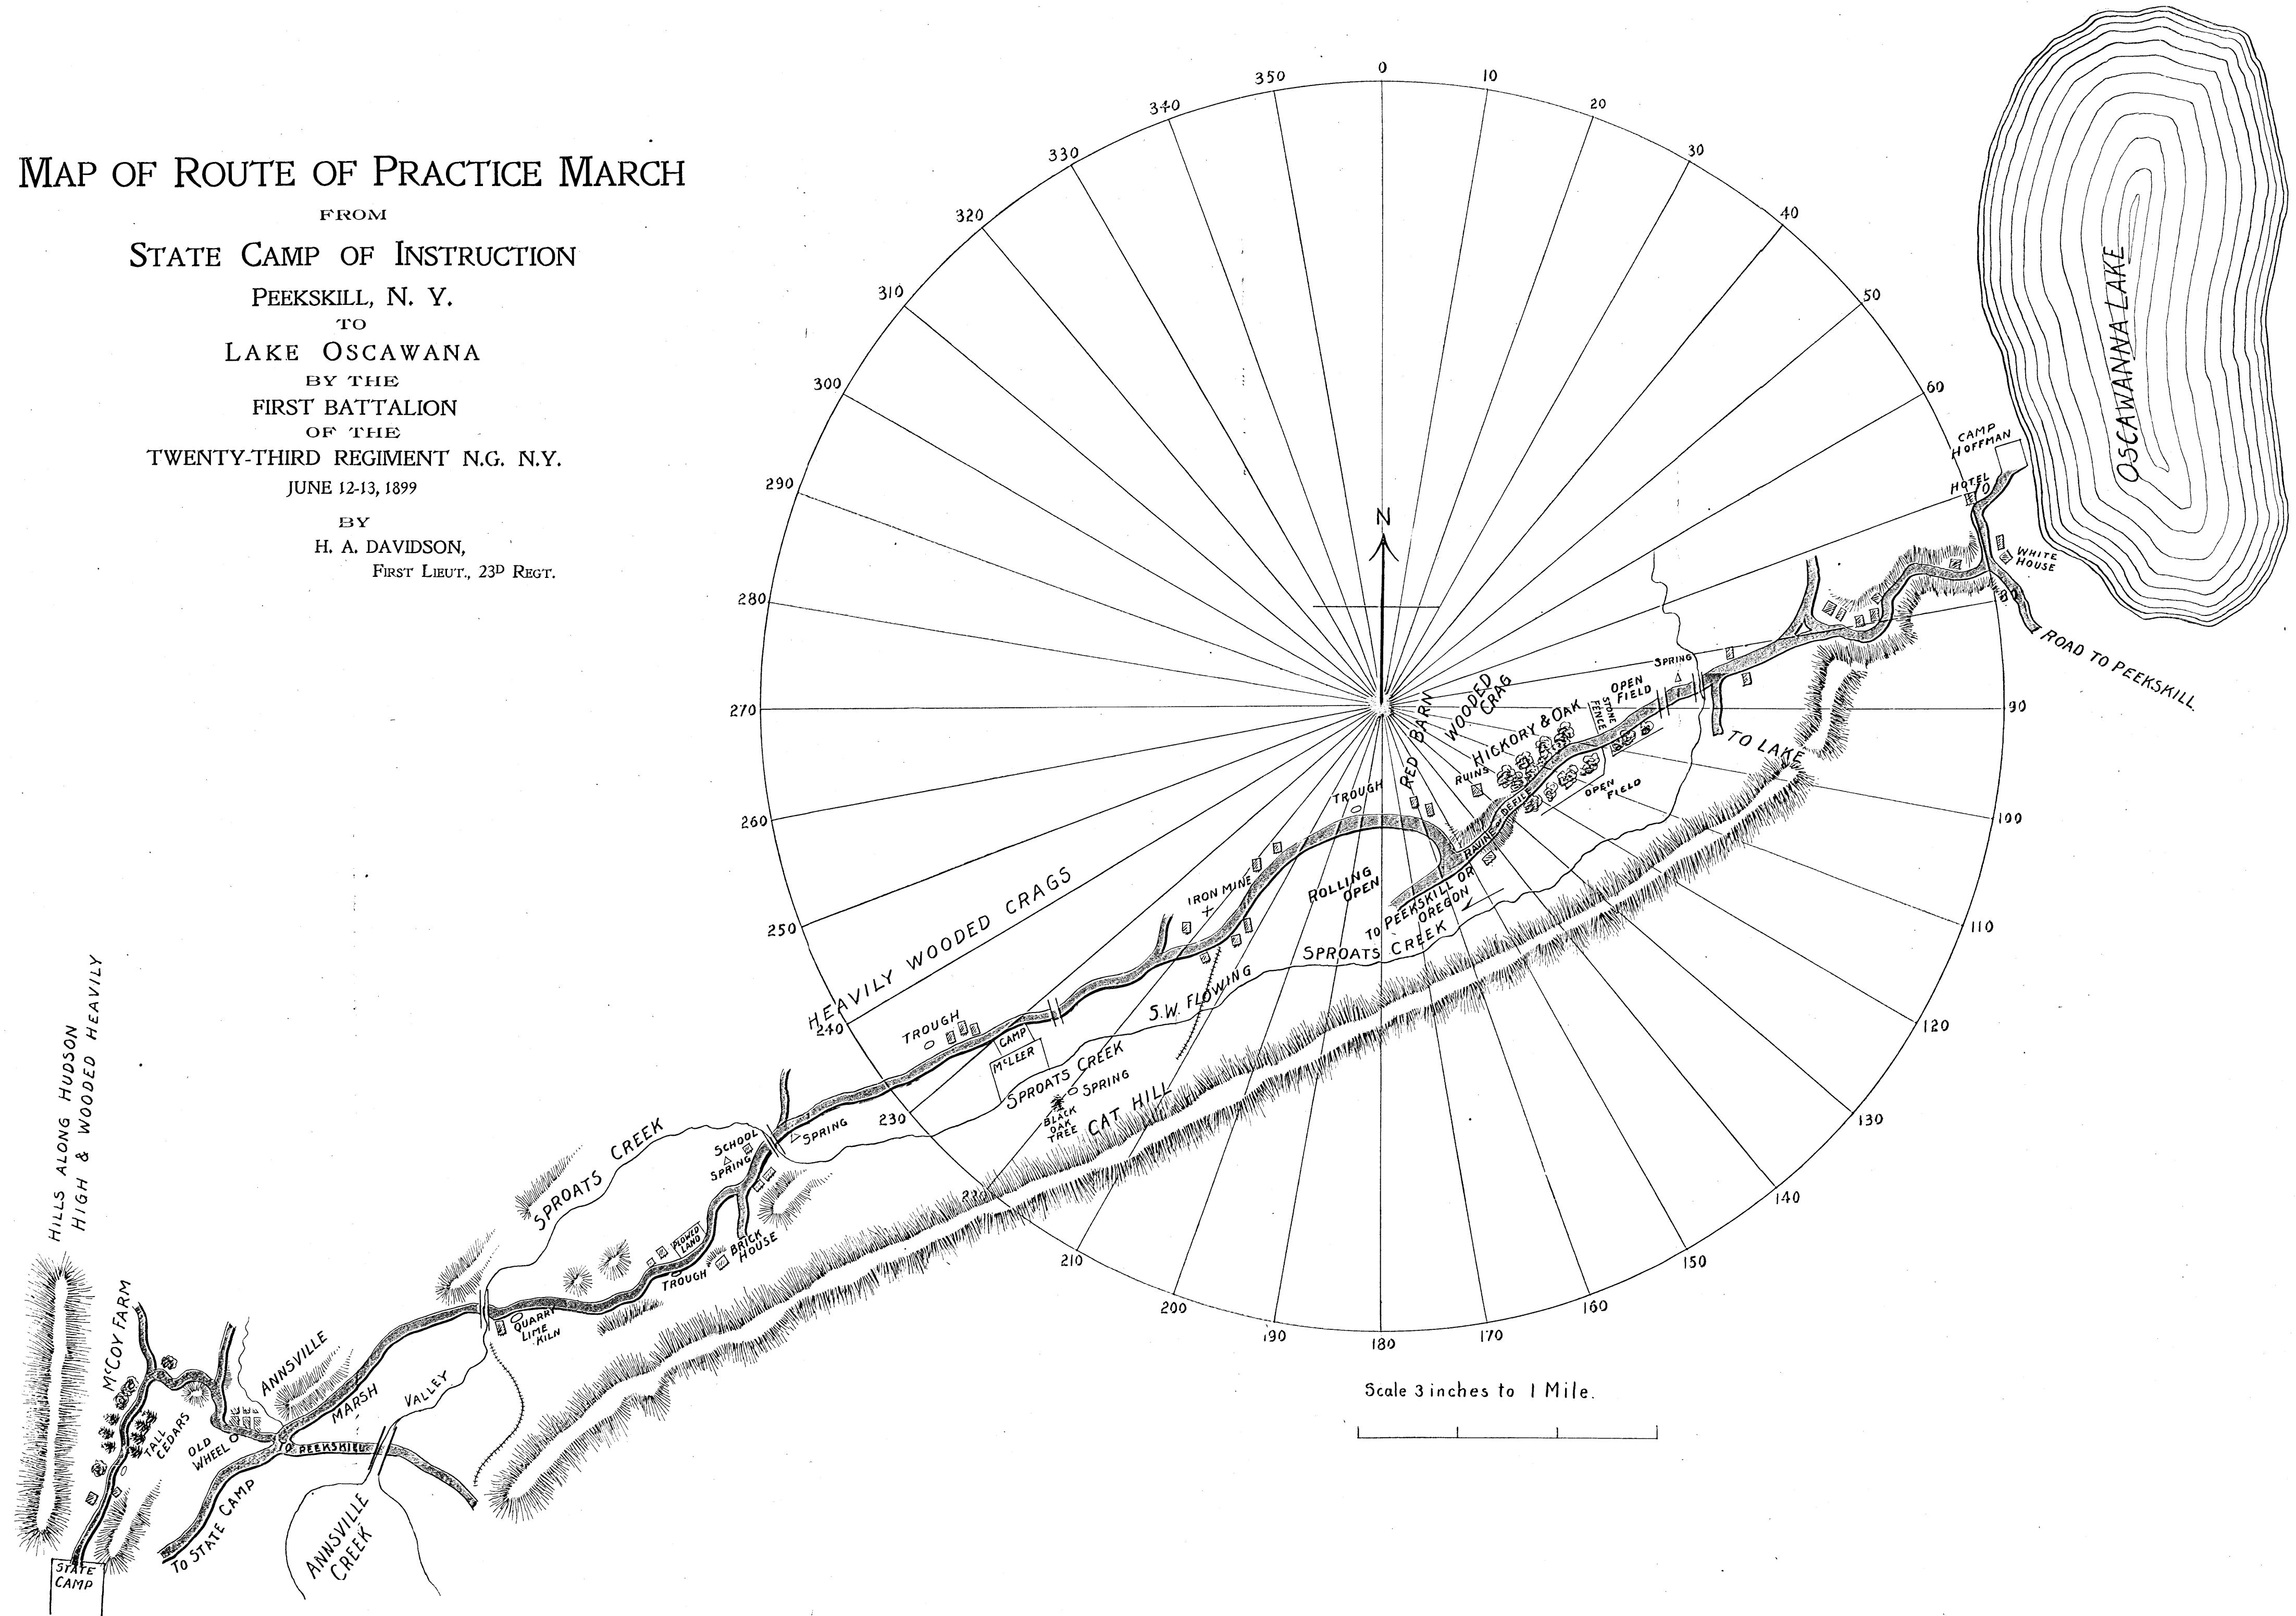 MAP OF ROUTE OF PRACTICE MARCH
FROM
STATE CAMP OF INSTRUCTION
PEEKSKILL, N. Y.
TO
LAKE OSCAWANA
BY THE
FIRST BATTALION
OF THE
TWENTY-THIRD REGIMENT N.G. N.Y.
JUNE 12-13, 1899
BY
H. A. DAVIDSON,
FIRST LIEUT., 23D REGT.
0
10
20
30
40
50
60
70
80
90
100
110
120
130
140
150
160
170
180
190
200
210
220
230
240
250
260
270
280
290
300
310
320
330
340
350
N
OSCAWANNA LAKE
CAMP
HOFFMAN
HOTEL
WHITE
HOUSE
ROAD TO PEEKSKILL
TO LAKE
SPRING
OPEN
FIELD
STONE
FENCE
HICKORY & OAK
WOODED
CRAG
RED BARN
RUINS
OPEN
FIELD
RAVINE OR DEFILE
TROUGH
TO PEEKSKILL OR
OREGON
ROLLING
OPEN
IRON MINE
SPROATS CREEK
S.W. FLOWING
HEAVILY WOODED CRAGS
TROUGH
CAMP
McLEER
SPROATS CREEK
SPRING
BLACK
OAK
TREE
CAT HILL
SPRING
SCHOOL
SPRING
SPROATS CREEK
PLOWED
LAND
BRICK
HOUSE
TROUGH
QUARRY
LIME
KILN
VALLEY
MARSH
ANNSVILLE
TO PEEKSKILL
OLD
WHEEL
TALL
CEDARS
McCOY FARM
HILLS ALONG HUDSON
HIGH & WOODED HEAVILY
TO STATE CAMP
ANNSVILLE
CREEK
STATE
CAMP
Scale 3 inches to 1 Mile.